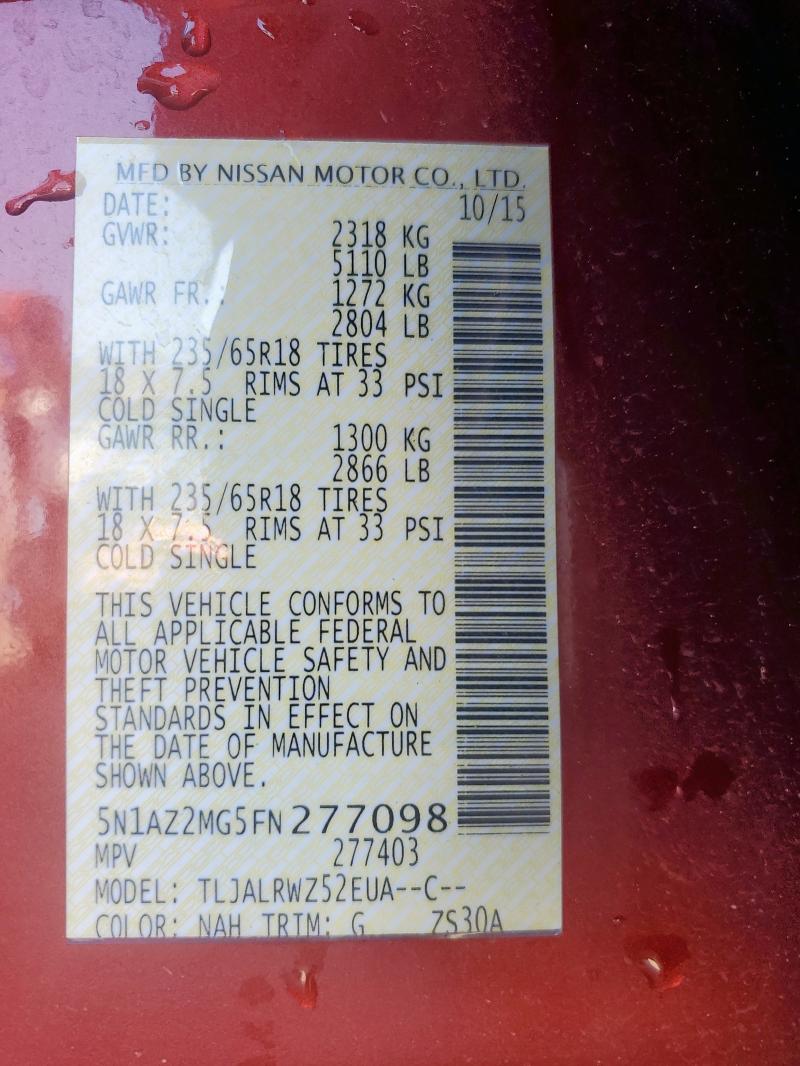 MFD BY NISSAN MOTOR CO., LTD.
DATE: 10/15
GVWR: 2318 KG
5110 LB
GAWR FR.: 1272 KG
2804 LB
WITH 235/65R18 TIRES
18 X 7.5 RIMS AT 33 PSI
COLD SINGLE
GAWR RR.: 1300 KG
2866 LB
WITH 235/65R18 TIRES
18 X 7.5 RIMS AT 33 PSI
COLD SINGLE
THIS VEHICLE CONFORMS TO
ALL APPLICABLE FEDERAL
MOTOR VEHICLE SAFETY AND
THEFT PREVENTION
STANDARDS IN EFFECT ON
THE DATE OF MANUFACTURE
SHOWN ABOVE.
5N1AZ2MG5FN277098
MPV 277403
MODEL: TLJALRWZ52EUA--C--
COLOR: NAH TRIM: G ZS30A